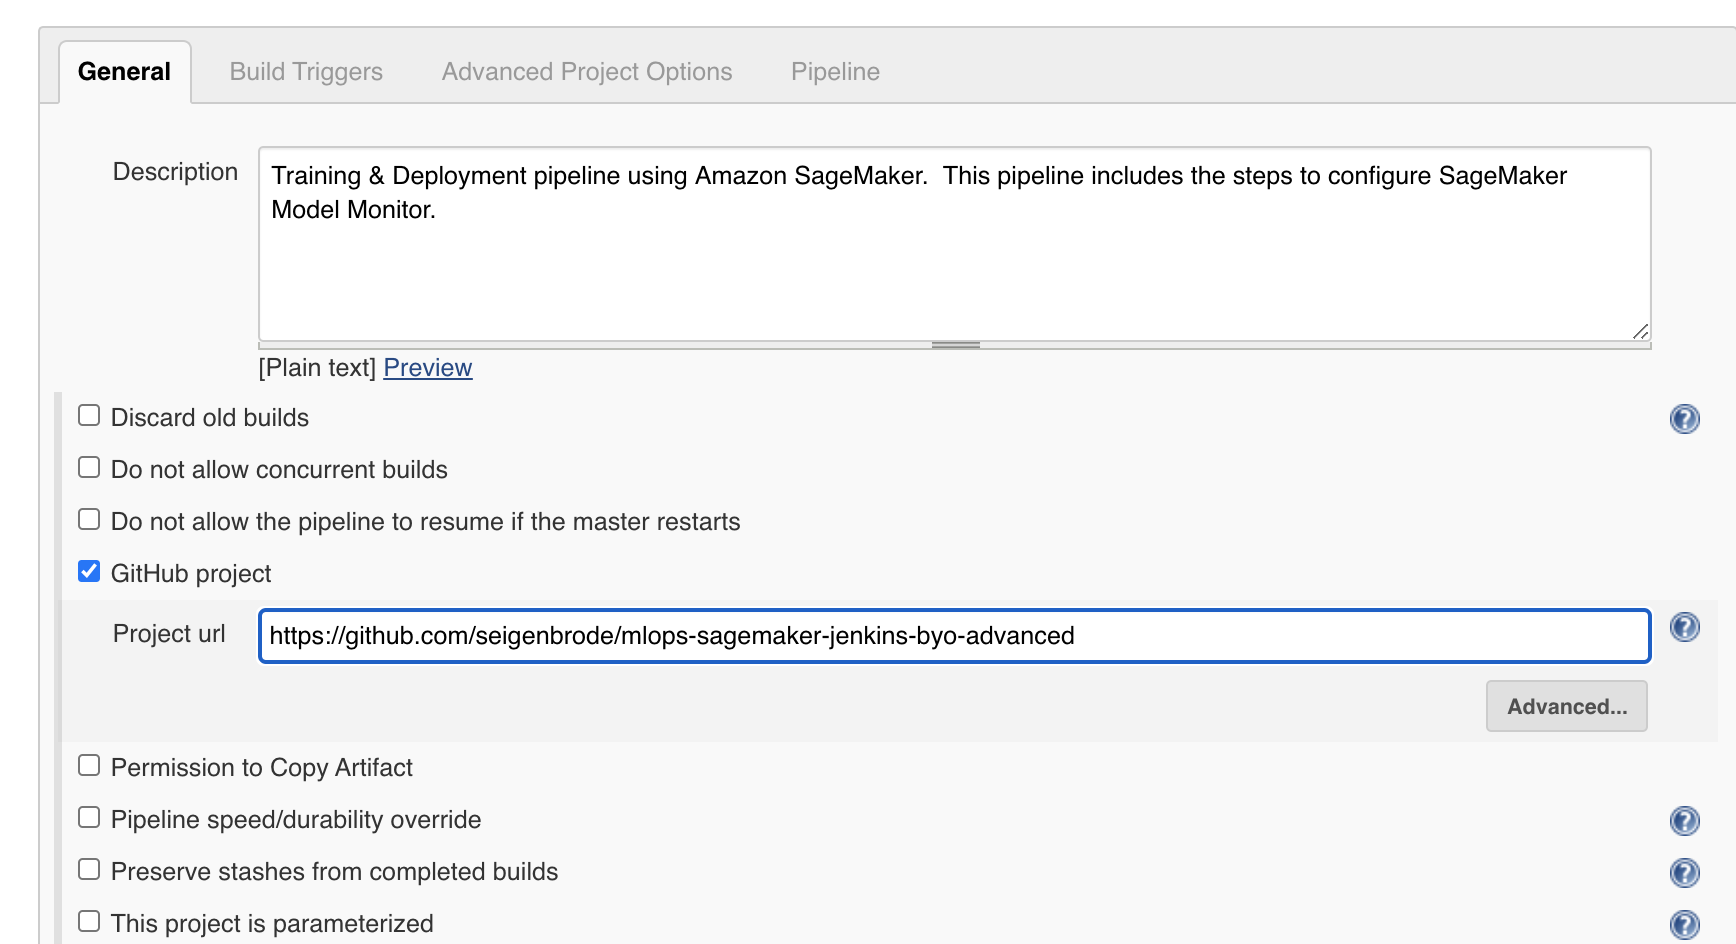 General Build Triggers Advanced Project Options Pipeline
Description
Training & Deployment pipeline using Amazon SageMaker.  This pipeline includes the steps to configure SageMaker
Model Monitor.
[Plain text] Preview
Discard old builds
Do not allow concurrent builds
Do not allow the pipeline to resume if the master restarts
GitHub project
Project url https://github.com/seigenbrode/mlops-sagemaker-jenkins-byo-advanced
Advanced...
Permission to Copy Artifact
Pipeline speed/durability override
Preserve stashes from completed builds
This project is parameterized